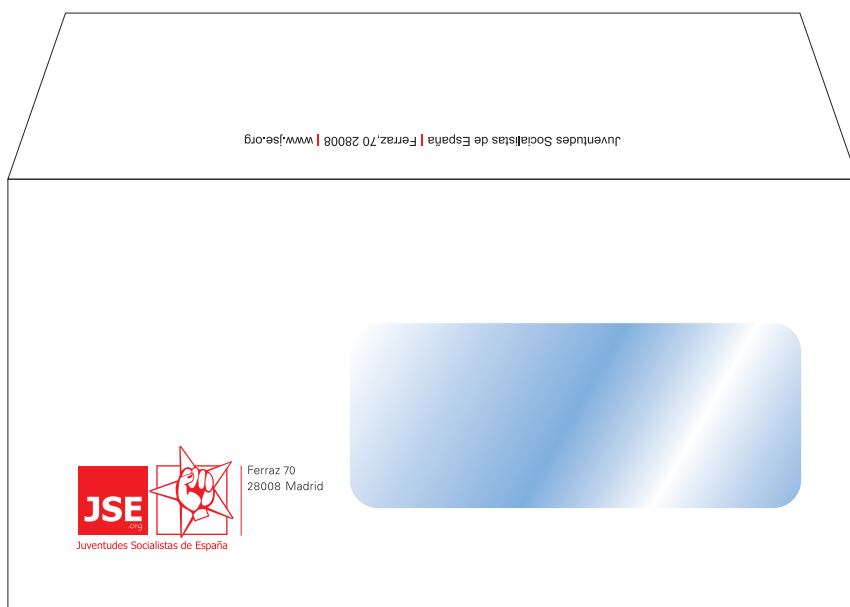 Juventudes Socialistas de España | Ferraz,70 28008 | www.jse.org
Ferraz 70
28008 Madrid
JSE
.org
Juventudes Socialistas de España